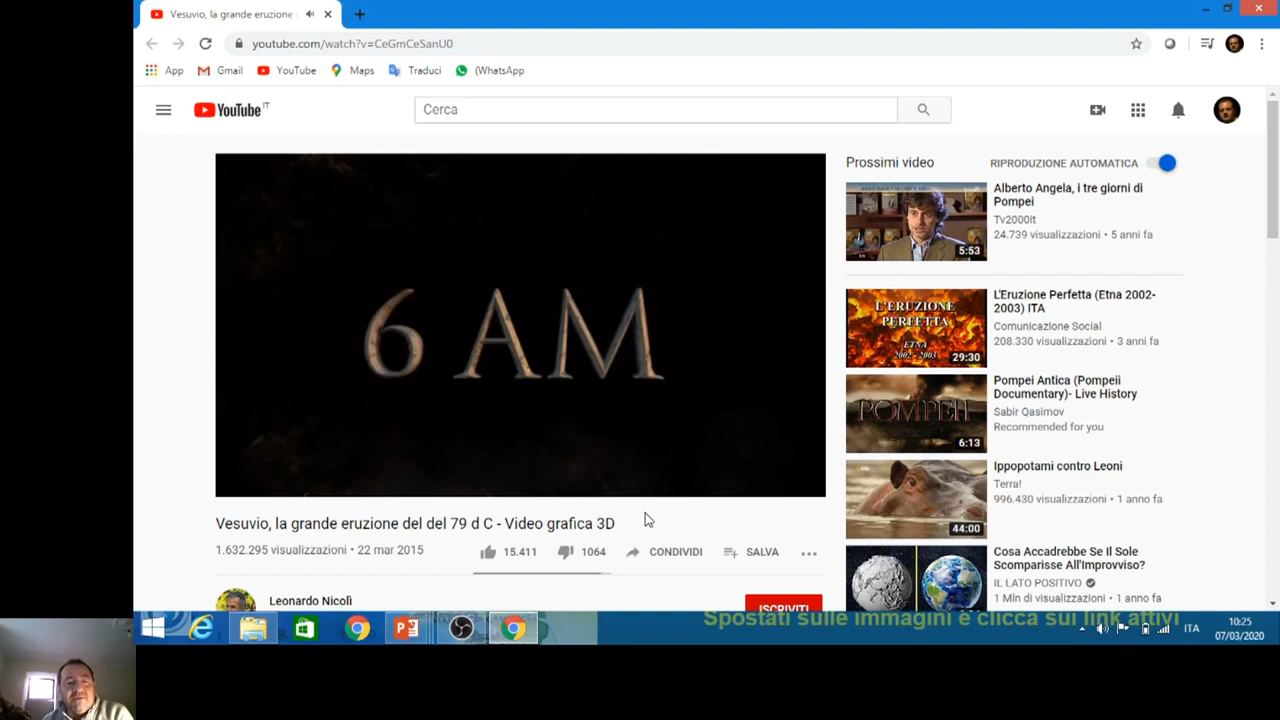 Vesuvio, la grande eruzione
youtube.com/watch?v=CeGmCeSanU0
App Gmail YouTube Maps Traduci (WhatsApp
YouTube IT
Cerca
6 AM
Vesuvio, la grande eruzione del del 79 d C - Video grafica 3D
1.632.295 visualizzazioni • 22 mar 2015
15.411 1064 CONDIVIDI SALVA
Leonardo Nicolì
ISCRIVITI
Prossimi video
RIPRODUZIONE AUTOMATICA
5:53
Alberto Angela, i tre giorni di
Pompei
Tv2000it
24.739 visualizzazioni • 5 anni fa
L'ERUZIONE
PERFETTA
ETNA
2002-2003
29:30
L'Eruzione Perfetta (Etna 2002-
2003) ITA
Comunicazione Social
208.330 visualizzazioni • 3 anni fa
POMPEII
6:13
Pompei Antica (Pompeii
Documentary)- Live History
Sabir Qasimov
Recommended for you
44:00
Ippopotami contro Leoni
Terra!
996.430 visualizzazioni • 1 anno fa
Cosa Accadrebbe Se Il Sole
Scomparisse All'Improvviso?
IL LATO POSITIVO
1 Mln di visualizzazioni • 1 anno fa
Spostati sulle immagini e clicca sui link attivi
ITA
10:25
07/03/2020